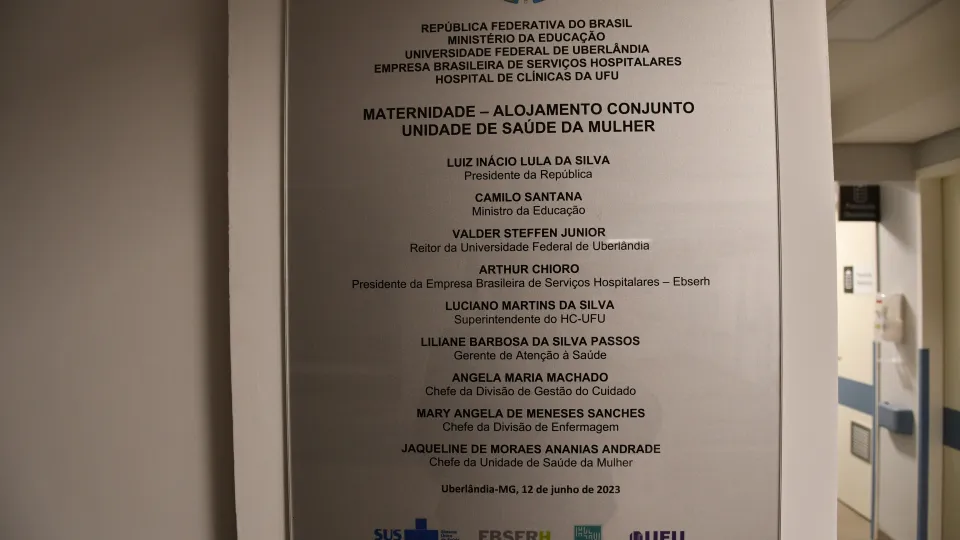 REPÚBLICA FEDERATIVA DO BRASIL
MINISTÉRIO DA EDUCAÇÃO
UNIVERSIDADE FEDERAL DE UBERLÂNDIA
EMPRESA BRASILEIRA DE SERVIÇOS HOSPITALARES
HOSPITAL DE CLÍNICAS DA UFU
MATERNIDADE – ALOJAMENTO CONJUNTO
UNIDADE DE SAÚDE DA MULHER
LUIZ INÁCIO LULA DA SILVA
Presidente da República
CAMILO SANTANA
Ministro da Educação
VALDER STEFFEN JUNIOR
Reitor da Universidade Federal de Uberlândia
ARTHUR CHIORO
Presidente da Empresa Brasileira de Serviços Hospitalares – Ebserh
LUCIANO MARTINS DA SILVA
Superintendente do HC-UFU
LILIANE BARBOSA DA SILVA PASSOS
Gerente de Atenção à Saúde
ANGELA MARIA MACHADO
Chefe da Divisão de Gestão do Cuidado
MARY ANGELA DE MENESES SANCHES
Chefe da Divisão de Enfermagem
JAQUELINE DE MORAES ANANIAS ANDRADE
Chefe da Unidade de Saúde da Mulher
Uberlândia-MG, 12 de junho de 2023
SUS EBSERH UFU